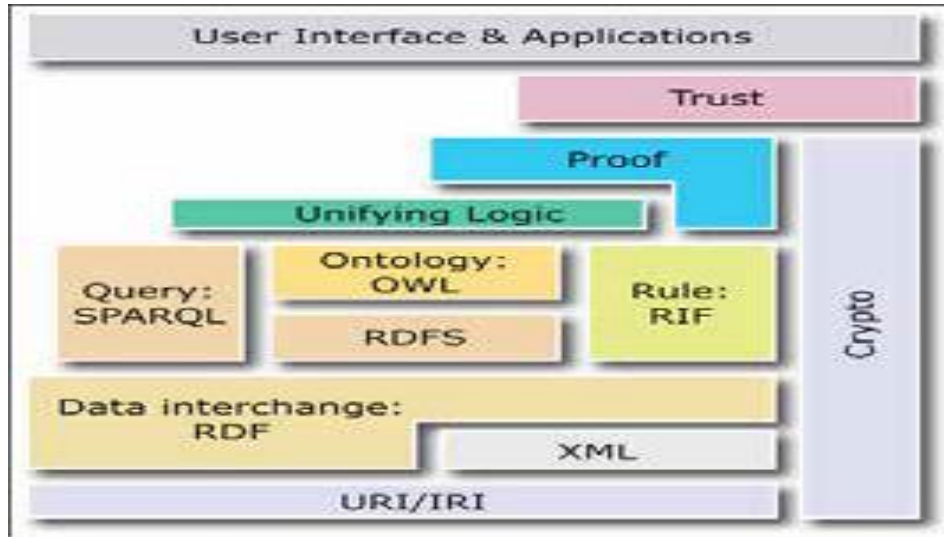 User Interface & Applications
Trust
Proof
Unifying Logic
Query:
SPARQL
Ontology:
OWL
RDFS
Rule:
RIF
Crypto
Data interchange:
RDF
XML
URI/IRI